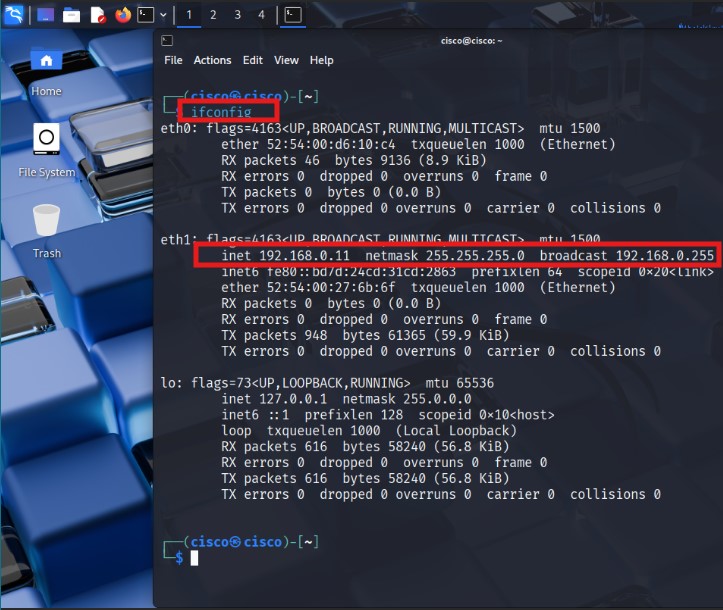 1 2 3 4
cisco@cisco: ~
File Actions Edit View Help
Home
File System
Trash
┌──(cisco㉿cisco)-[~]
└─$ ifconfig
eth0: flags=4163<UP,BROADCAST,RUNNING,MULTICAST> mtu 1500
ether 52:54:00:d6:10:c4 txqueuelen 1000 (Ethernet)
RX packets 46 bytes 9136 (8.9 KiB)
RX errors 0 dropped 0 overruns 0 frame 0
TX packets 0 bytes 0 (0.0 B)
TX errors 0 dropped 0 overruns 0 carrier 0 collisions 0
eth1: flags=4163<UP,BROADCAST,RUNNING,MULTICAST> mtu 1500
inet 192.168.0.11 netmask 255.255.255.0 broadcast 192.168.0.255
inet6 fe80::bd7d:24cd:31cd:2863 prefixlen 64 scopeid 0×20<link>
ether 52:54:00:27:6b:6f txqueuelen 1000 (Ethernet)
RX packets 0 bytes 0 (0.0 B)
RX errors 0 dropped 0 overruns 0 frame 0
TX packets 948 bytes 61365 (59.9 KiB)
TX errors 0 dropped 0 overruns 0 carrier 0 collisions 0
lo: flags=73<UP,LOOPBACK,RUNNING> mtu 65536
inet 127.0.0.1 netmask 255.0.0.0
inet6 ::1 prefixlen 128 scopeid 0×10<host>
loop txqueuelen 1000 (Local Loopback)
RX packets 616 bytes 58240 (56.8 KiB)
RX errors 0 dropped 0 overruns 0 frame 0
TX packets 616 bytes 58240 (56.8 KiB)
TX errors 0 dropped 0 overruns 0 carrier 0 collisions 0
┌──(cisco㉿cisco)-[~]
└─$